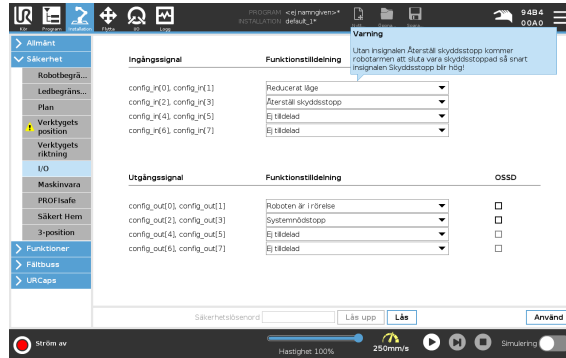 PROGRAM <ej namngiven>*
INSTALLATION default_1*
94B4
00A0
Kör
Program
Installation
Flytta
I/O
Logg
Varning
Utan insignalen Återställ skyddsstopp kommer
robotarmen att sluta vara skyddsstoppad så snart
insignalen Skyddsstopp blir hög!
Allmänt
Säkerhet
Robotbegrä...
Ledbegräns...
Plan
Verktygets
position
Verktygets
riktning
I/O
Maskinvara
PROFIsafe
Säkert Hem
3-position
Funktioner
Fältbuss
URCaps
Ingångssignal
Funktionstilldelning
config_in[0], config_in[1]
Reducerat läge
config_in[2], config_in[3]
Återställ skyddsstopp
config_in[4], config_in[5]
Ej tilldelad
config_in[6], config_in[7]
Ej tilldelad
Utgångssignal
Funktionstilldelning
OSSD
config_out[0], config_out[1]
Roboten är i rörelse
config_out[2], config_out[3]
Systemnödstopp
config_out[4], config_out[5]
Ej tilldelad
config_out[6], config_out[7]
Ej tilldelad
Säkerhetslösenord
Lås upp
Lås
Använd
Ström av
Hastighet 100%
250mm/s
Simulering